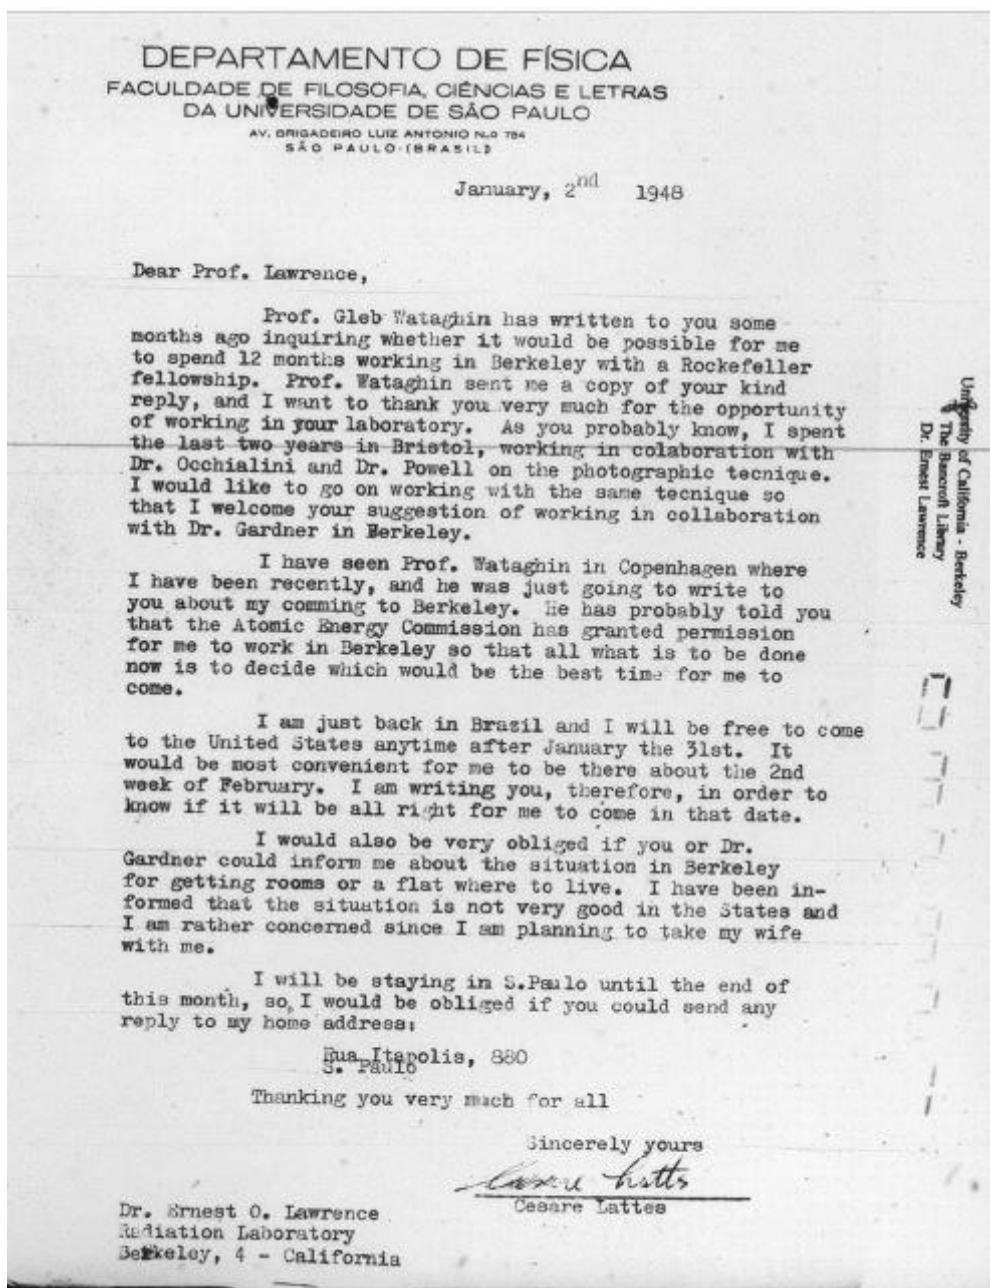 DEPARTAMENTO DE FÍSICA
FACULDADE DE FILOSOFIA, CIÊNCIAS E LETRAS
DA UNIVERSIDADE DE SÃO PAULO
AV. BRIGADEIRO LUIZ ANTONIO N.o 784
SÃO PAULO-(BRASIL)
January, 2nd 1948
Dear Prof. Lawrence,
Prof. Gleb Wataghin has written to you some
months ago inquiring whether it would be possible for me
to spend 12 months working in Berkeley with a Rockefeller
fellowship. Prof. Wataghin sent me a copy of your kind
reply, and I want to thank you very much for the opportunity
of working in your laboratory. As you probably know, I spent
the last two years in Bristol, working in colaboration with
Dr. Occhialini and Dr. Powell on the photographic tecnique.
I would like to go on working with the same tecnique so
that I welcome your suggestion of working in collaboration
with Dr. Gardner in Berkeley.
I have seen Prof. Wataghin in Copenhagen where
I have been recently, and he was just going to write to
you about my comming to Berkeley. He has probably told you
that the Atomic Energy Commission has granted permission
for me to work in Berkeley so that all what is to be done
now is to decide which would be the best time for me to
come.
I am just back in Brazil and I will be free to come
to the United States anytime after January the 31st. It
would be most convenient for me to be there about the 2nd
week of February. I am writing you, therefore, in order to
know if it will be all right for me to come in that date.
I would also be very obliged if you or Dr.
Gardner could inform me about the situation in Berkeley
for getting rooms or a flat where to live. I have been in-
formed that the situation is not very good in the States and
I am rather concerned since I am planning to take my wife
with me.
I will be staying in S.Paulo until the end of
this month, so, I would be obliged if you could send any
reply to my home address:
Rua Itapolis, 880
S. Paulo
Thanking you very much for all
Sincerely yours
Cesare Lattes
Cesare Lattes
Dr. Ernest O. Lawrence
Radiation Laboratory
Berkeley, 4 - California
University of California - Berkeley
The Bancroft Library
Dr. Ernest Lawrence